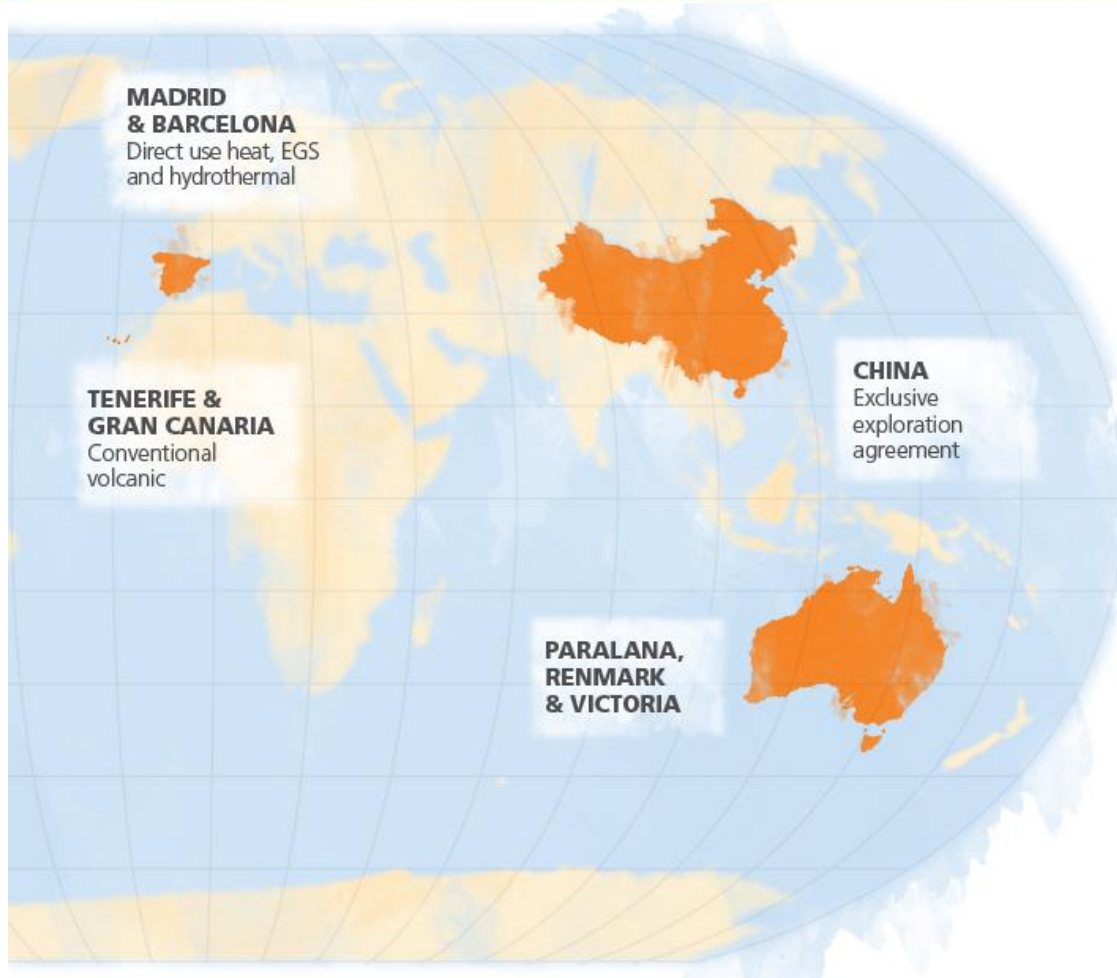 MADRID
& BARCELONA
Direct use heat, EGS
and hydrothermal
TENERIFE &
GRAN CANARIA
Conventional
volcanic
CHINA
Exclusive
exploration
agreement
PARALANA,
RENMARK
& VICTORIA